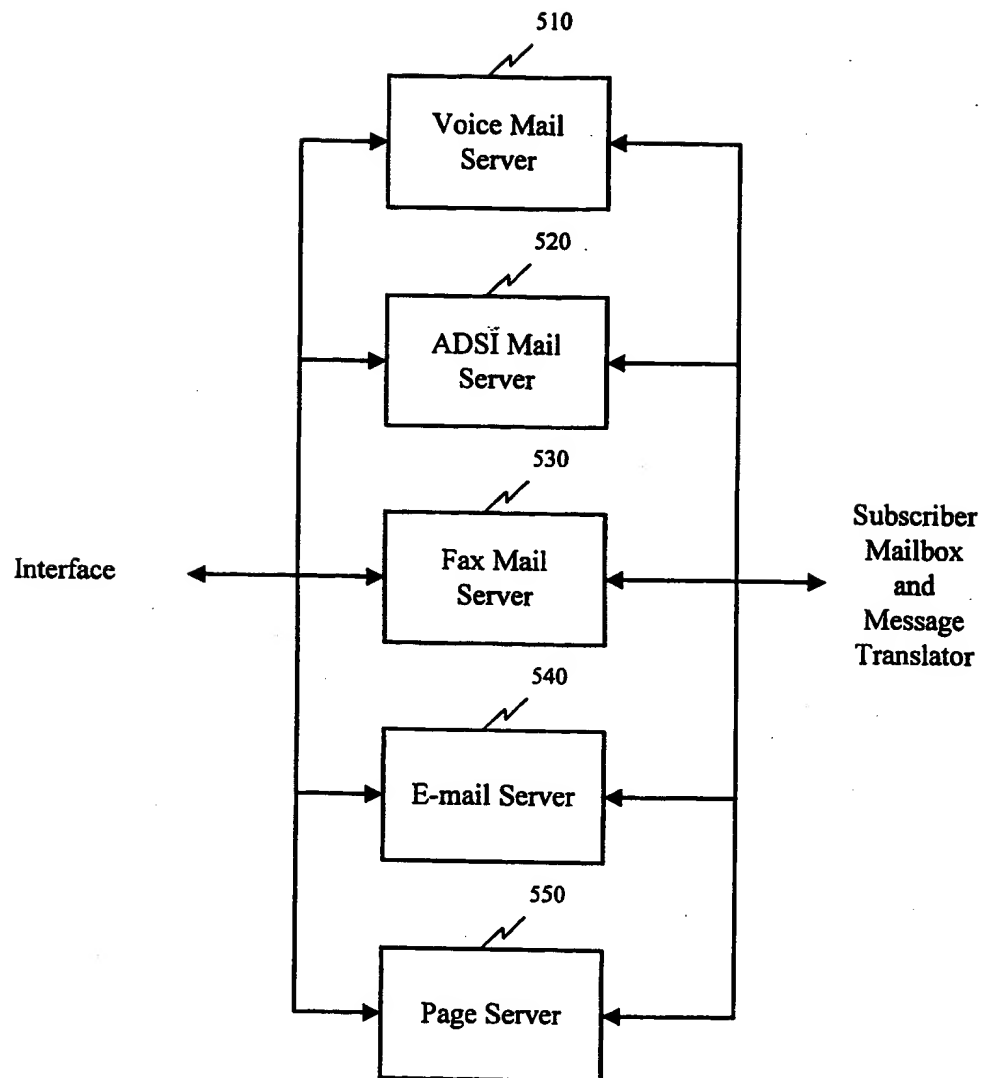 510
Voice Mail
Server
520
ADSI Mail
Server
530
Fax Mail
Server
Interface
Subscriber
Mailbox
and
Message
Translator
540
E-mail Server
550
Page Server